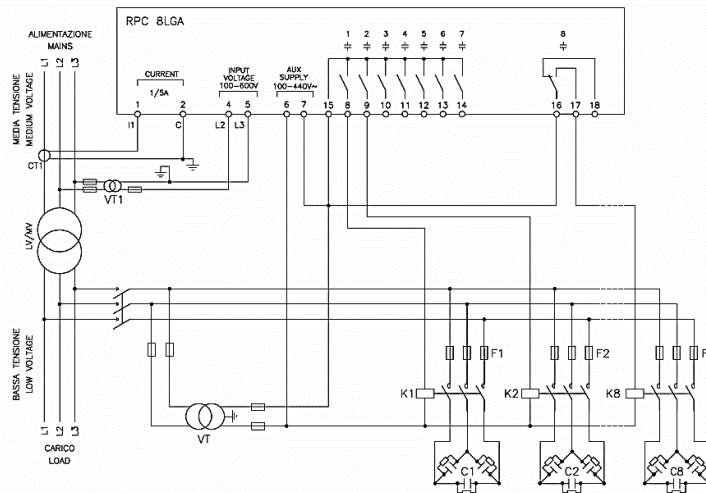 RPC 8LGA
ALIMENTAZIONE
MAINS
L1 L2 L3
MEDIA TENSIONE
MEDIUM VOLTAGE
CURRENT
1/5A
INPUT
VOLTAGE
100-600V
AUX
SUPPLY
100-440V~
1 2 3 4 5 6 7 8
1 2 4 5 6 7 15 8 9 10 11 12 13 14 16 17 18
I1 C L2 L3
CT1
VT1
LV/MV
BASSA TENSIONE
LOW VOLTAGE
F1 F2 F
K1 K2 K8
VT
C1 C2 C8
L1 L2 L3
CARICO
LOAD